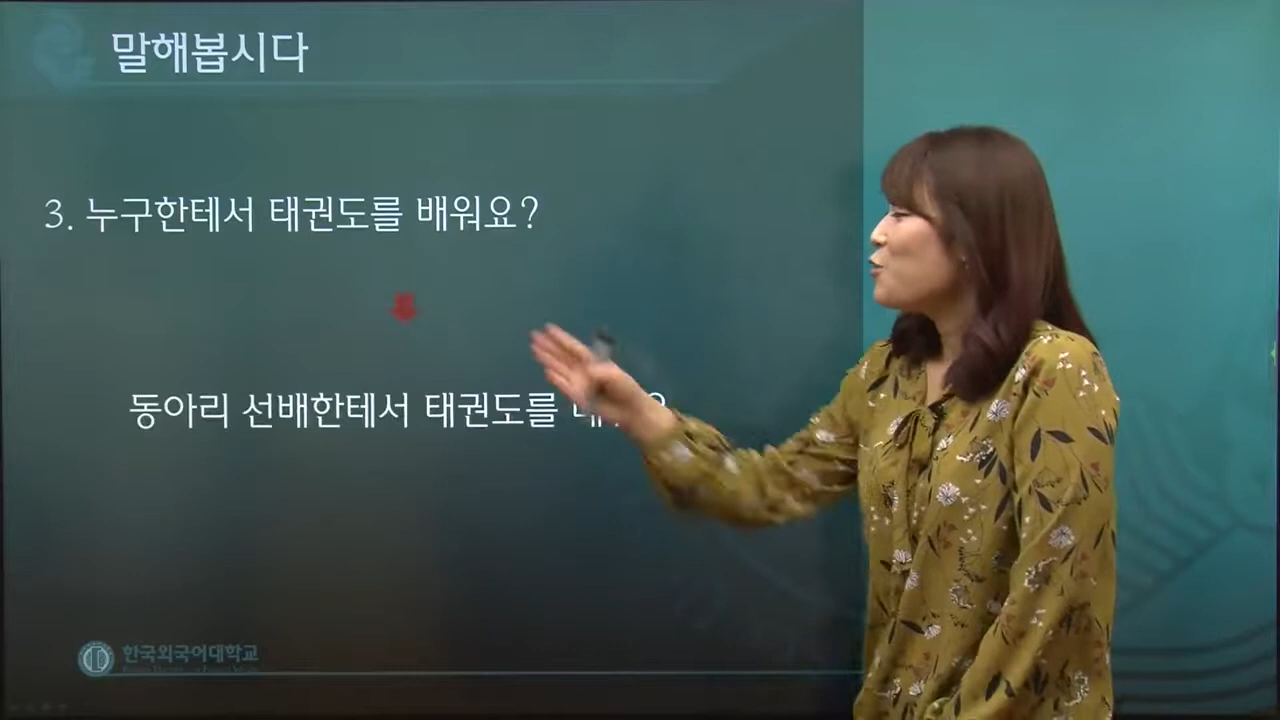 말해봅시다
3. 누구한테서 태권도를 배워요?
동아리 선배한테서 태권도를
한국외국어대학교